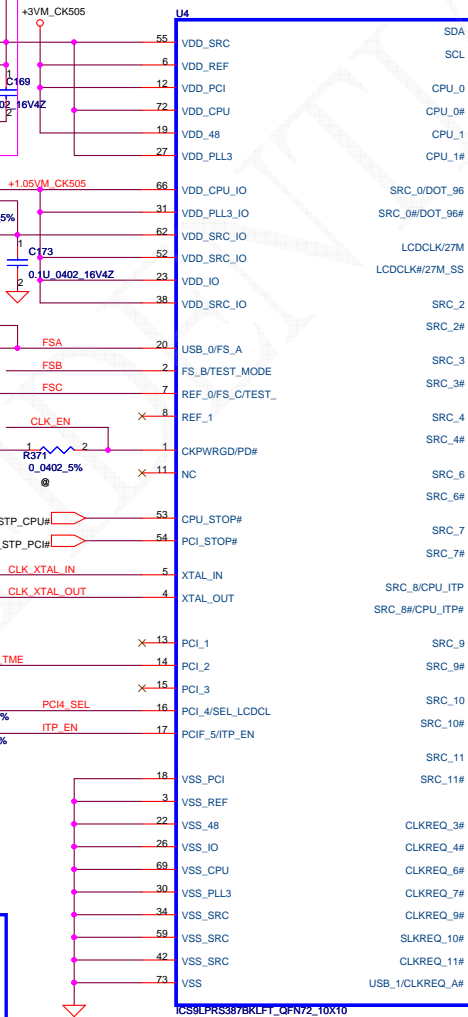 +3VM_CK505
U4
55 VDD_SRC SDA
6 VDD_REF SCL
12 VDD_PCI CPU_0
C169
1
02_16V4Z
2
72 VDD_CPU CPU_0#
19 VDD_48 CPU_1
27 VDD_PLL3 CPU_1#
+1.05VM_CK505
66 VDD_CPU_IO SRC_0/DOT_96
31 VDD_PLL3_IO SRC_0#/DOT_96#
5%
62 VDD_SRC_IO
LCDCLK/27M
1
C173
52 VDD_SRC_IO LCDCLK#/27M_SS
0.1U_0402_16V4Z
2
23 VDD_IO
38 VDD_SRC_IO SRC_2
SRC_2#
FSA 20 USB_0/FS_A
SRC_3
FSB 2 FS_B/TEST_MODE
SRC_3#
FSC 7 REF_0/FS_C/TEST_
8 REF_1 SRC_4
CLK_EN
SRC_4#
1 2 1 CKPWRGD/PD#
R371
0_0402_5%
@
11 NC SRC_6
SRC_6#
STP_CPU# 53 CPU_STOP#
SRC_7
_STP_PCI# 54 PCI_STOP#
SRC_7#
CLK_XTAL_IN 5 XTAL_IN
SRC_8/CPU_ITP
CLK_XTAL_OUT 4 XTAL_OUT
SRC_8#/CPU_ITP#
13 PCI_1 SRC_9
_TME 14 PCI_2 SRC_9#
15 PCI_3
SRC_10
PCI4_SEL 16 PCI_4/SEL_LCDCL
%
SRC_10#
ITP_EN 17 PCIF_5/ITP_EN
%
SRC_11
18 VSS_PCI SRC_11#
3 VSS_REF
22 VSS_48 CLKREQ_3#
26 VSS_IO CLKREQ_4#
69 VSS_CPU CLKREQ_6#
30 VSS_PLL3 CLKREQ_7#
34 VSS_SRC CLKREQ_9#
59 VSS_SRC SLKREQ_10#
42 VSS_SRC CLKREQ_11#
73 VSS USB_1/CLKREQ_A#
ICS9LPRS387BKLFT_QFN72_10X10